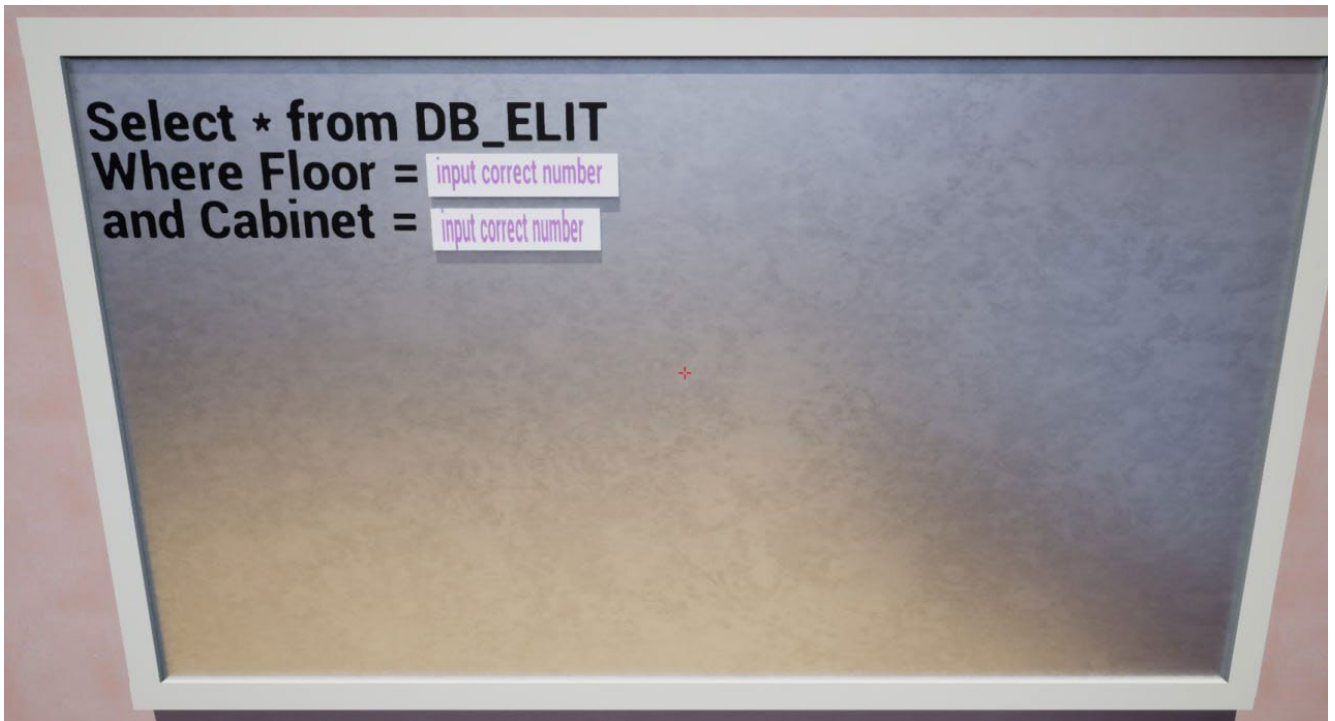 Select * from DB_ELIT
Where Floor = input correct number
and Cabinet = input correct number